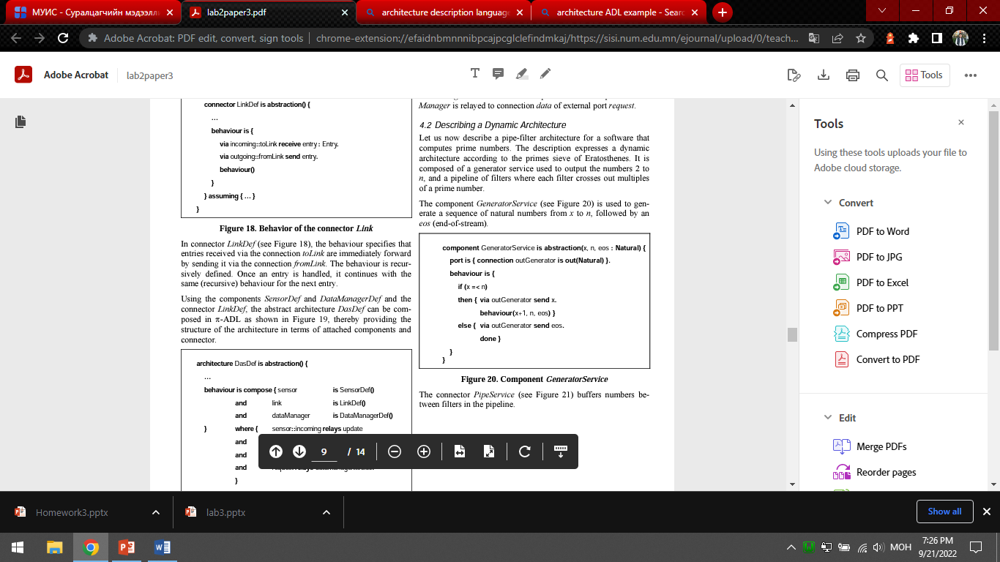 МУИС - Суралцагчийн мэдээлл
lab2paper3.pdf
architecture description language
architecture ADL example - Sear
Adobe Acrobat: PDF edit, convert, sign tools | chrome-extension://efaidnbmnnnibpcajpcglclefindmkaj/https://sisi.num.edu.mn/ejournal/upload/0/teach...
Adobe Acrobat
lab2paper3
Tools
connector LinkDef is abstraction() {
...
behaviour is {
via incoming::toLink receive entry : Entry.
via outgoing::fromLink send entry.
behaviour()
}
} assuming { ... }
}
Figure 18. Behavior of the connector Link
In connector LinkDef (see Figure 18), the behaviour specifies that
entries received via the connection toLink are immediately forward
by sending it via the connection fromLink. The behaviour is recur-
sively defined. Once an entry is handled, it continues with the
same (recursive) behaviour for the next entry.
Using the components SensorDef and DataManagerDef and the
connector LinkDef, the abstract architecture DasDef can be com-
posed in π-ADL as shown in Figure 19, thereby providing the
structure of the architecture in terms of attached components and
connector.
architecture DasDef is abstraction() {
...
behaviour is compose { sensor is SensorDef()
and link is LinkDef()
and dataManager is DataManagerDef()
} where { sensor::incoming relays update
and
and
and
}
Manager is relayed to connection data of external port request.
4.2 Describing a Dynamic Architecture
Let us now describe a pipe-filter architecture for a software that
computes prime numbers. The description expresses a dynamic
architecture according to the primes sieve of Eratosthenes. It is
composed of a generator service used to output the numbers 2 to
n, and a pipeline of filters where each filter crosses out multiples
of a prime number.
The component GeneratorService (see Figure 20) is used to gen-
erate a sequence of natural numbers from x to n, followed by an
eos (end-of-stream).
component GeneratorService is abstraction(x, n, eos : Natural) {
port is { connection outGenerator is out(Natural) }.
behaviour is {
if (x =< n)
then { via outGenerator send x.
behaviour(x+1, n, eos) }
else { via outGenerator send eos.
done }
}
}
Figure 20. Component GeneratorService
The connector PipeService (see Figure 21) buffers numbers be-
tween filters in the pipeline.
9 / 14
Tools
Using these tools uploads your file to
Adobe cloud storage.
Convert
PDF to Word
PDF to JPG
PDF to Excel
PDF to PPT
Compress PDF
Convert to PDF
Edit
Merge PDFs
Reorder pages
Homework3.pptx
lab3.pptx
Show all
МОН
7:26 PM
9/21/2022